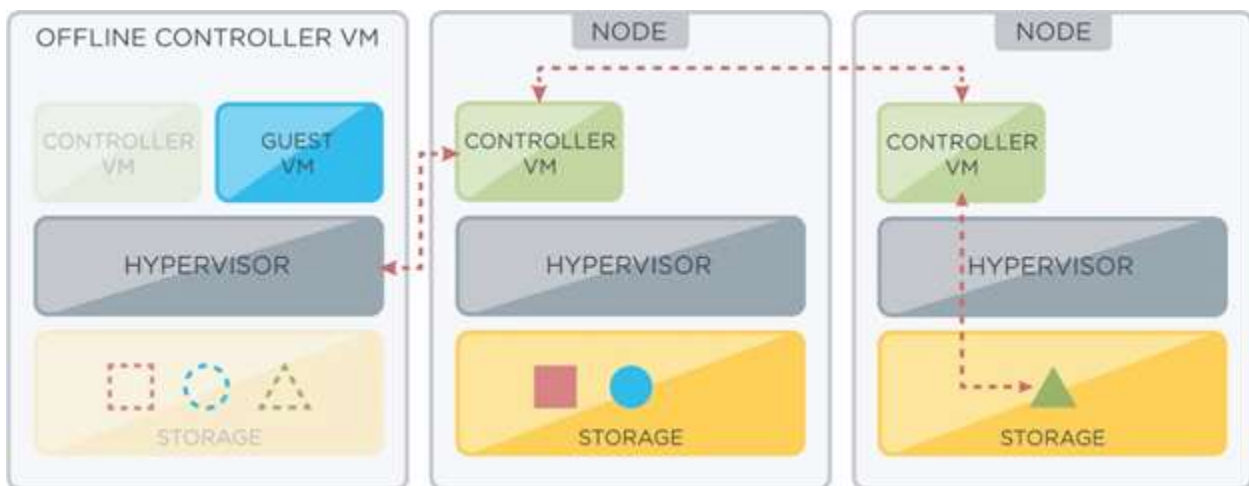 OFFLINE CONTROLLER VM
CONTROLLER
VM
GUEST
VM
HYPERVISOR
STORAGE
NODE
CONTROLLER
VM
HYPERVISOR
STORAGE
NODE
CONTROLLER
VM
HYPERVISOR
STORAGE